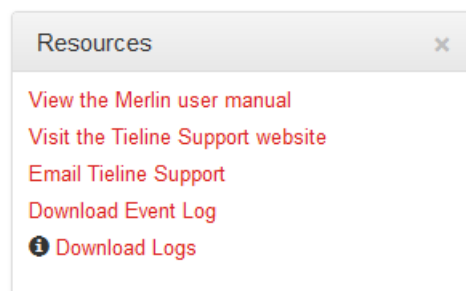 Resources
View the Merlin user manual
Visit the Tieline Support website
Email Tieline Support
Download Event Log
Download Logs